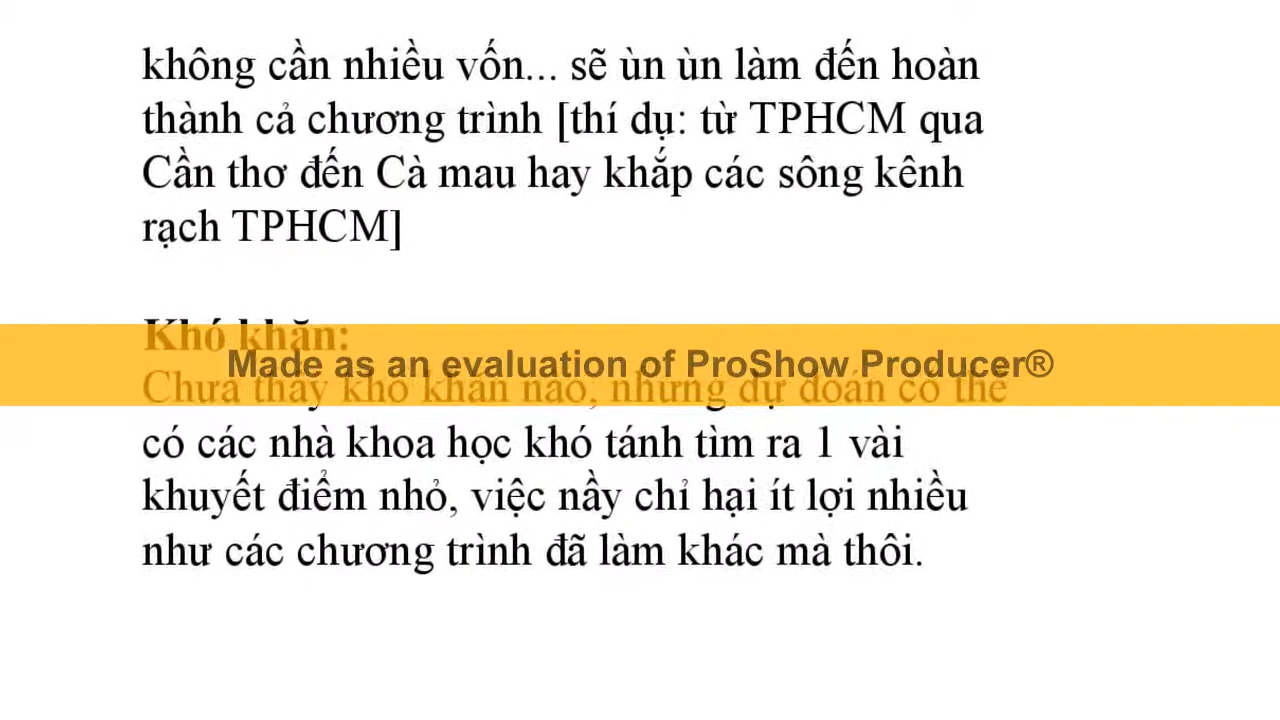 không cần nhiều vốn... sẽ ùn ùn làm đến hoàn
thành cả chương trình [thí dụ: từ TPHCM qua
Cần thơ đến Cà mau hay khắp các sông kênh
rạch TPHCM]
Khó khăn:
Made as an evaluation of ProShow Producer®
Chưa thấy khó khăn nào, nhưng dự đoán có thể
có các nhà khoa học khó tánh tìm ra 1 vài
khuyết điểm nhỏ, việc nầy chỉ hại ít lợi nhiều
như các chương trình đã làm khác mà thôi.